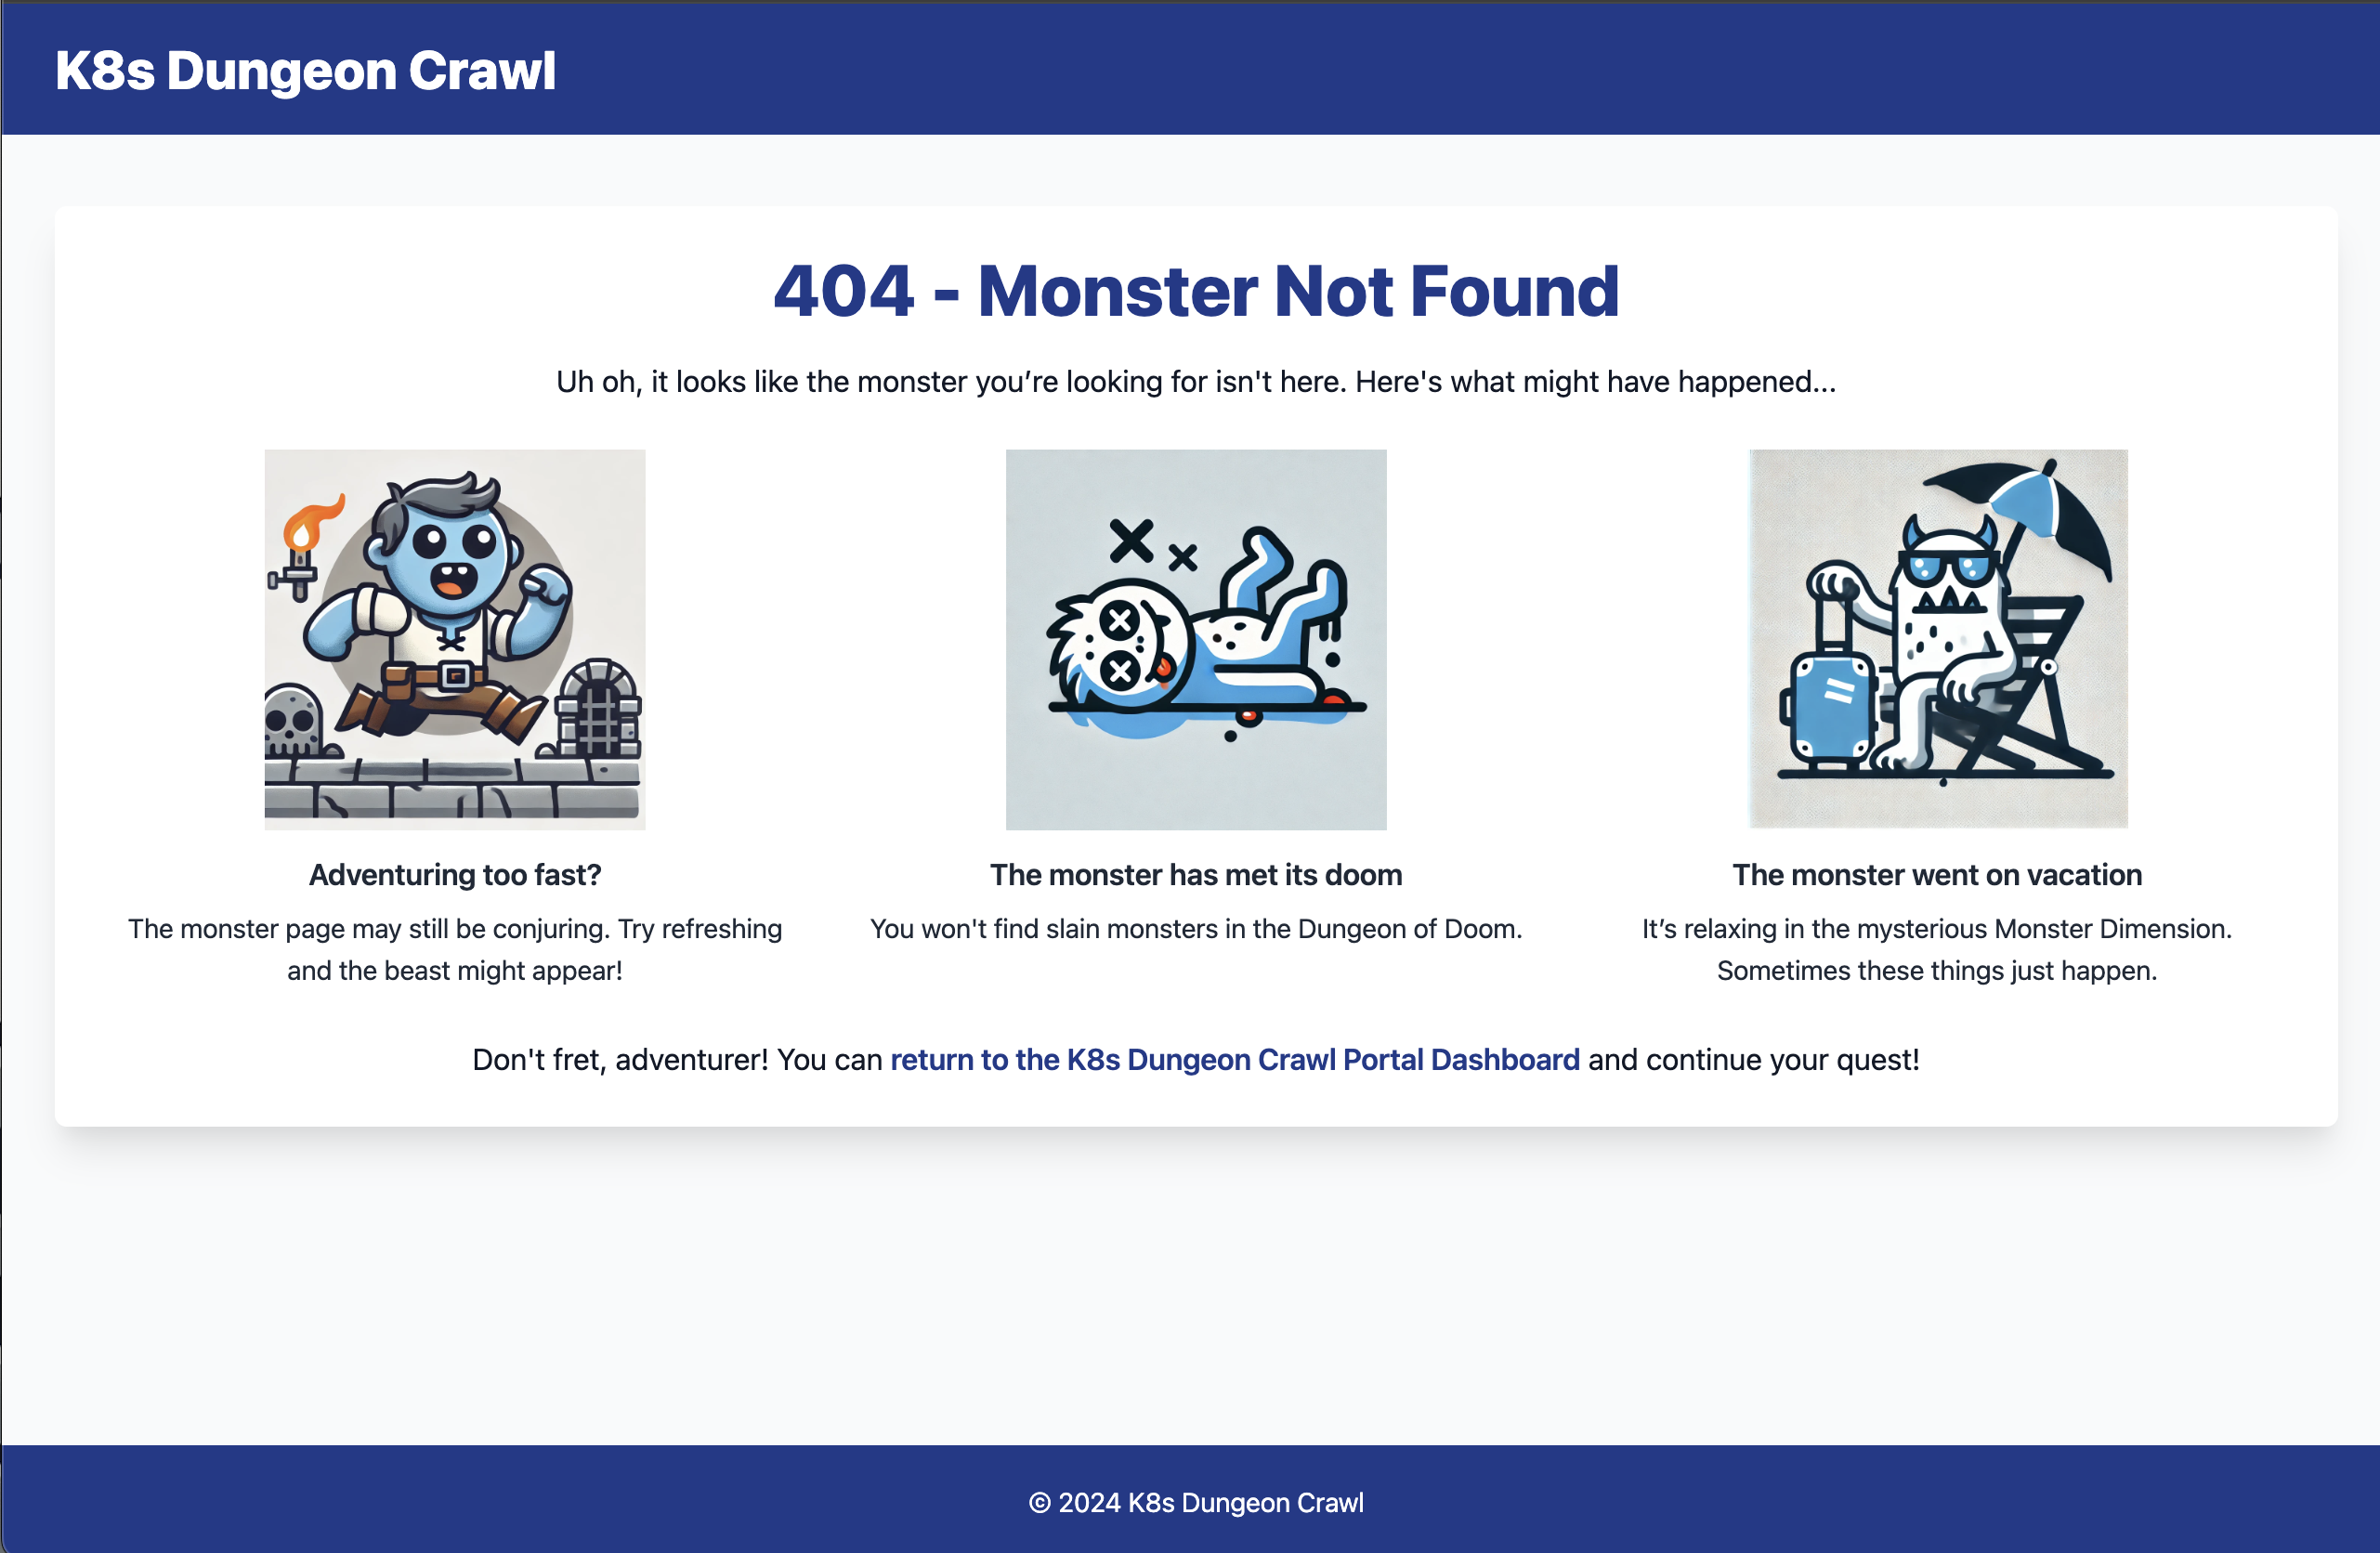 K8s Dungeon Crawl
404 - Monster Not Found
Uh oh, it looks like the monster you’re looking for isn't here. Here's what might have happened...
Adventuring too fast?
The monster page may still be conjuring. Try refreshing
and the beast might appear!
The monster has met its doom
You won't find slain monsters in the Dungeon of Doom.
The monster went on vacation
It’s relaxing in the mysterious Monster Dimension.
Sometimes these things just happen.
Don't fret, adventurer! You can return to the K8s Dungeon Crawl Portal Dashboard and continue your quest!
© 2024 K8s Dungeon Crawl